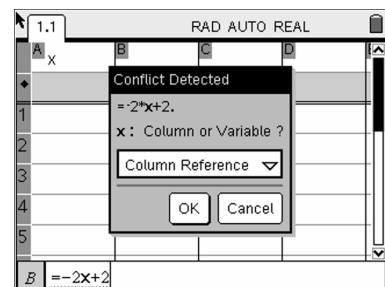 1.1 RAD AUTO REAL
A x B C D
Conflict Detected
=-2*x+2.
x: Column or Variable ?
Column Reference
OK Cancel
1
2
3
4
5
B =-2x+2